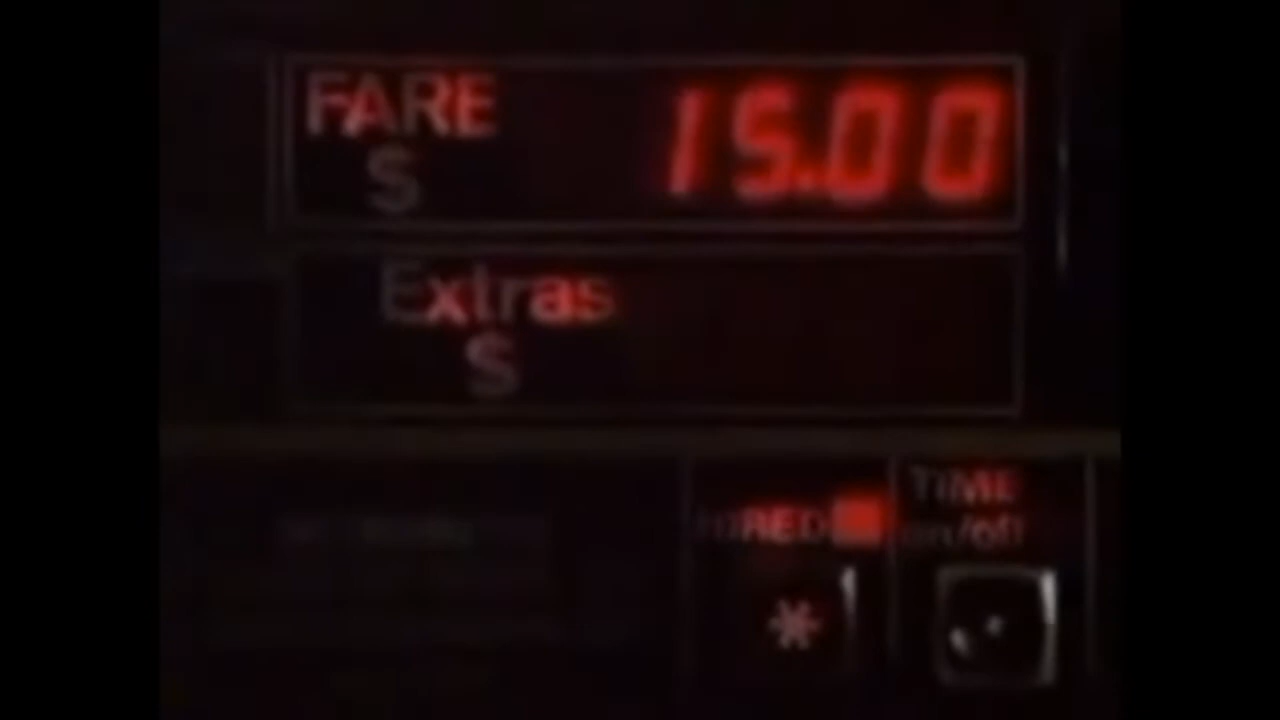 FARE 15.00
S
Extras
S
HIRED
TIME
on/off
*